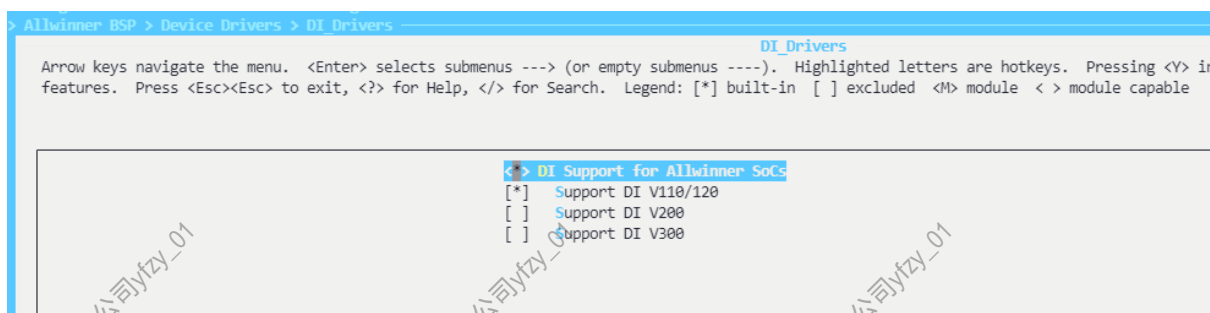 > Allwinner BSP > Device Drivers > DI_Drivers
DI_Drivers
Arrow keys navigate the menu. <Enter> selects submenus ---> (or empty submenus ----). Highlighted letters are hotkeys. Pressing <Y> in
features. Press <Esc><Esc> to exit, <?> for Help, </> for Search. Legend: [*] built-in [ ] excluded <M> module < > module capable
<*> DI Support for Allwinner SoCs
[*] Support DI V110/120
[ ] Support DI V200
[ ] Support DI V300
公司yfzy_01
公司yfzy_01
公司yfzy_01